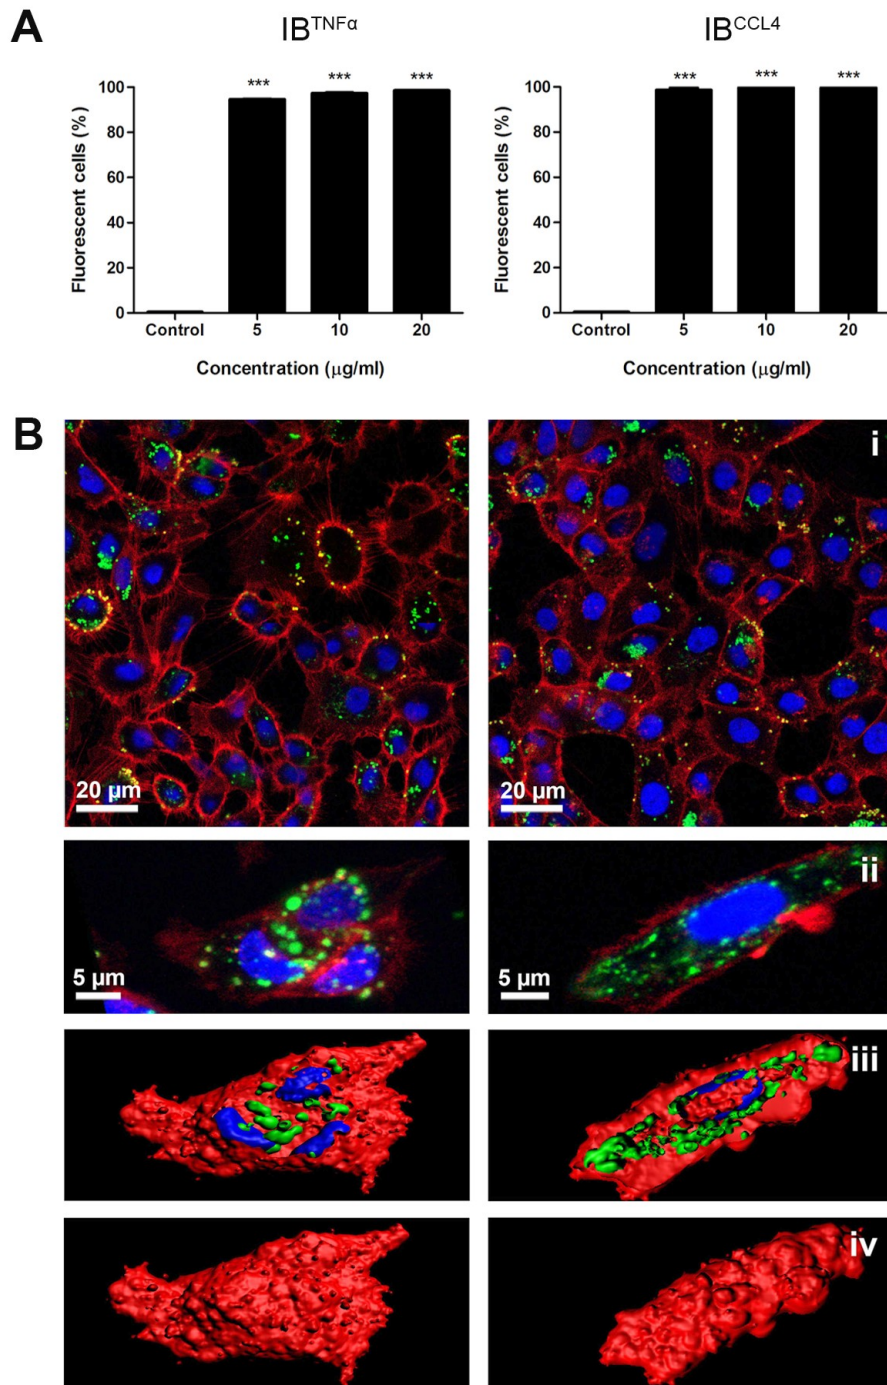 A
IB^TNFα
IB^CCL4
Fluorescent cells (%)
100
80
60
40
20
0
***
***
***
Control
5
10
20
Concentration (µg/ml)
Fluorescent cells (%)
100
80
60
40
20
0
***
***
***
Control
5
10
20
Concentration (µg/ml)
B
i
20 µm
20 µm
ii
5 µm
5 µm
iii
iv